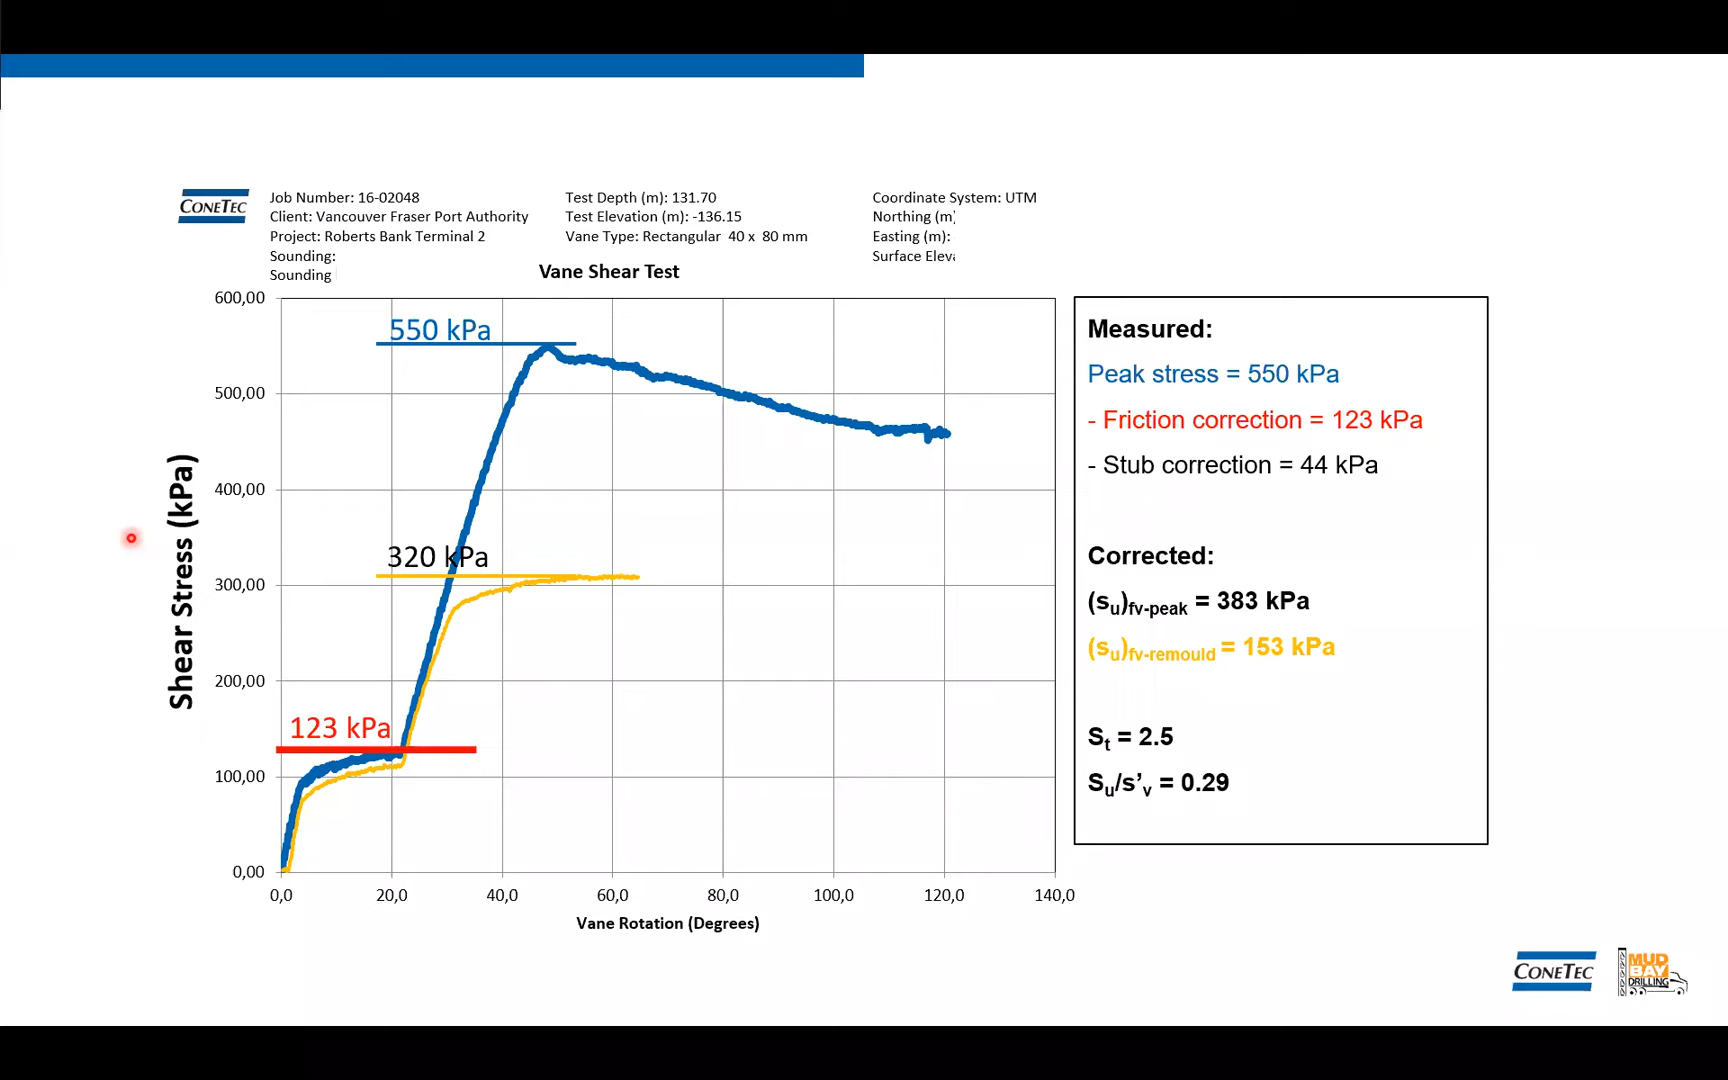 CONETEC
Job Number: 16-02048
Client: Vancouver Fraser Port Authority
Project: Roberts Bank Terminal 2
Sounding:
Sounding
Test Depth (m): 131.70
Test Elevation (m): -136.15
Vane Type: Rectangular 40 x 80 mm
Coordinate System: UTM
Northing (m)
Easting (m):
Surface Eleva
Vane Shear Test
600,00
500,00
400,00
300,00
200,00
100,00
0,00
Shear Stress (kPa)
550 kPa
320 kPa
123 kPa
0,0 20,0 40,0 60,0 80,0 100,0 120,0 140,0
Vane Rotation (Degrees)
Measured:
Peak stress = 550 kPa
- Friction correction = 123 kPa
- Stub correction = 44 kPa
Corrected:
(su)fv-peak = 383 kPa
(su)fv-remould = 153 kPa
St = 2.5
Su/s’v = 0.29
CONETEC
MUD
BAY
DRILLING